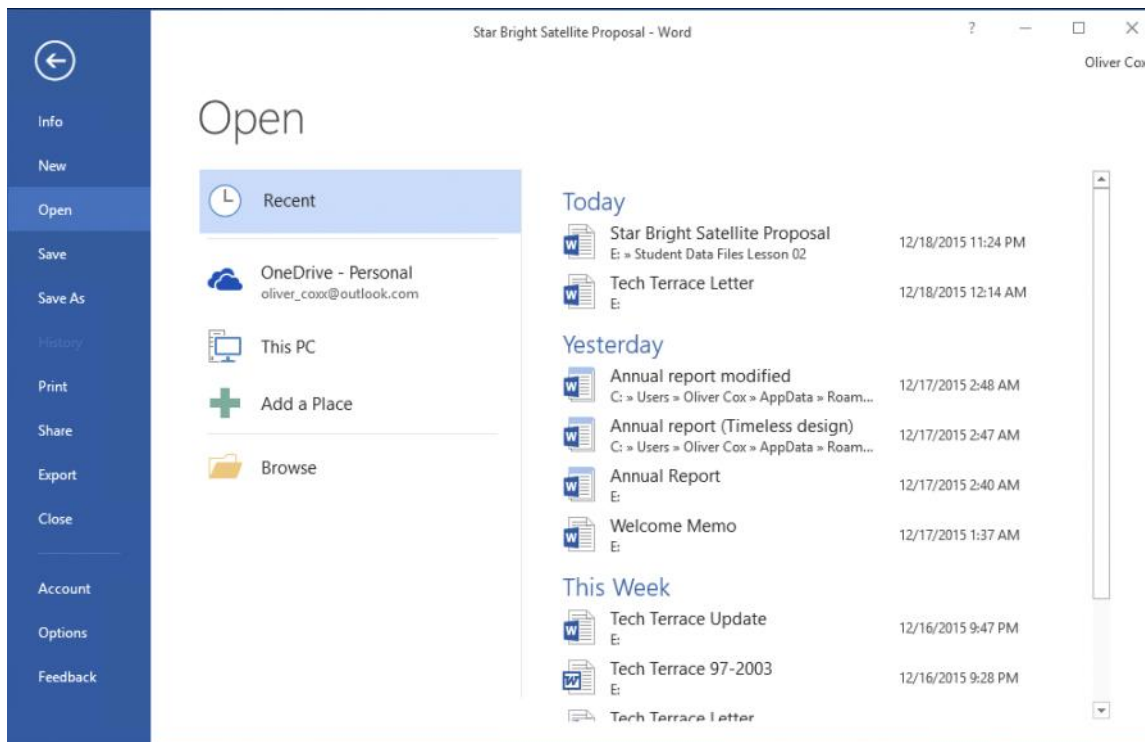 Star Bright Satellite Proposal - Word
?
Oliver Cox
Info
New
Open
Save
Save As
History
Print
Share
Export
Close
Account
Options
Feedback
Open
Recent
OneDrive - Personal
oliver_coxx@outlook.com
This PC
Add a Place
Browse
Today
Star Bright Satellite Proposal 12/18/2015 11:24 PM
E: » Student Data Files Lesson 02
Tech Terrace Letter 12/18/2015 12:14 AM
E:
Yesterday
Annual report modified 12/17/2015 2:48 AM
C: » Users » Oliver Cox » AppData » Roam...
Annual report (Timeless design) 12/17/2015 2:47 AM
C: » Users » Oliver Cox » AppData » Roam...
Annual Report 12/17/2015 2:40 AM
E:
Welcome Memo 12/17/2015 1:37 AM
E:
This Week
Tech Terrace Update 12/16/2015 9:47 PM
E:
Tech Terrace 97-2003 12/16/2015 9:28 PM
E:
Tech Terrace Letter